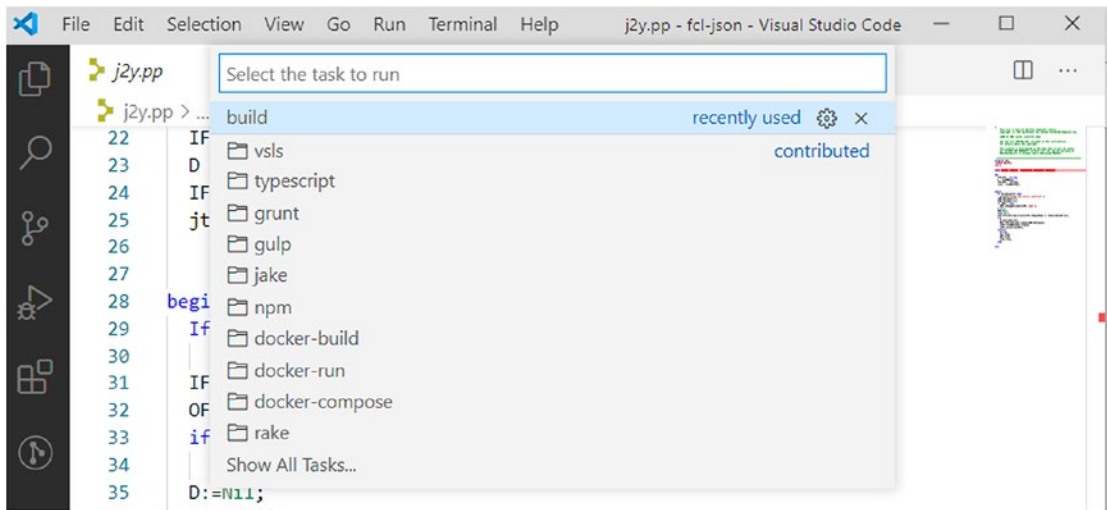 File Edit Selection View Go Run Terminal Help j2y.pp - fcl-json - Visual Studio Code
j2y.pp
Select the task to run
j2y.pp > ...
build recently used
22 IF
vsls contributed
23 D
typescript
24 IF
grunt
25 jt
gulp
26
jake
27
npm
28 begi
29 If
docker-build
30
docker-run
31 IF
docker-compose
32 OF
rake
33 if
Show All Tasks...
34
35 D:=Nil;